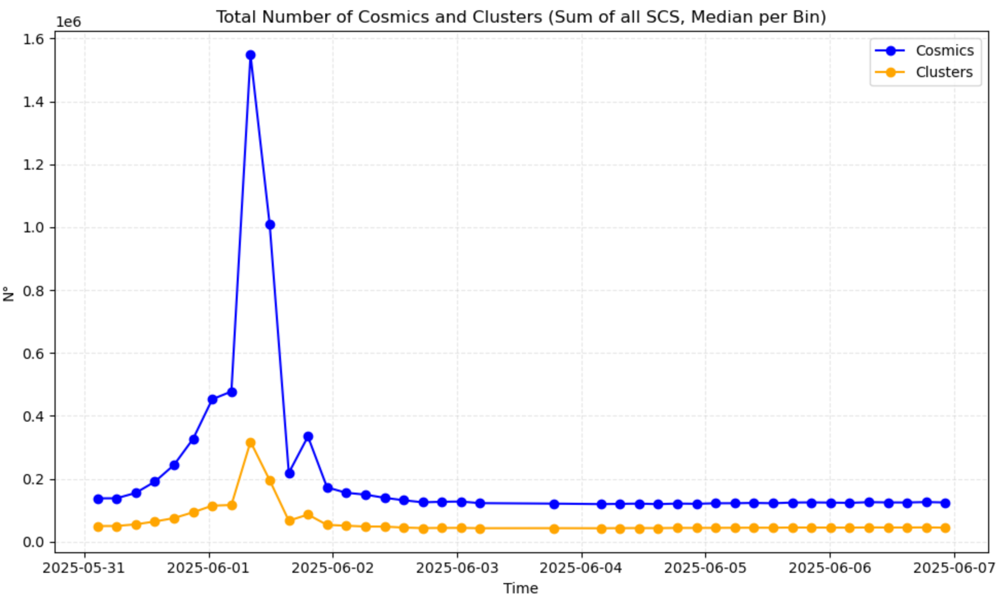 Total Number of Cosmics and Clusters (Sum of all SCS, Median per Bin)
1e6
1.6
1.4
1.2
1.0
0.8
0.6
0.4
0.2
0.0
N°
Cosmics
Clusters
2025-05-31
2025-06-01
2025-06-02
2025-06-03
2025-06-04
2025-06-05
2025-06-06
2025-06-07
Time